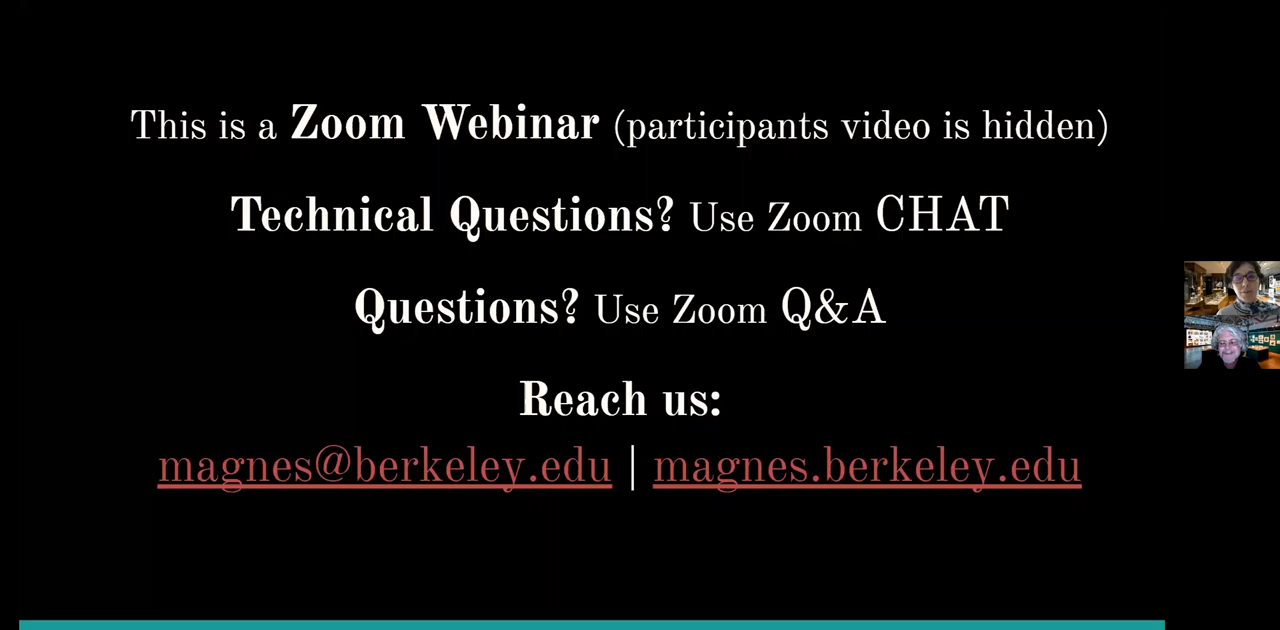 This is a Zoom Webinar (participants video is hidden)
Technical Questions? Use Zoom CHAT
Questions? Use Zoom Q&A
Reach us:
magnes@berkeley.edu | magnes.berkeley.edu